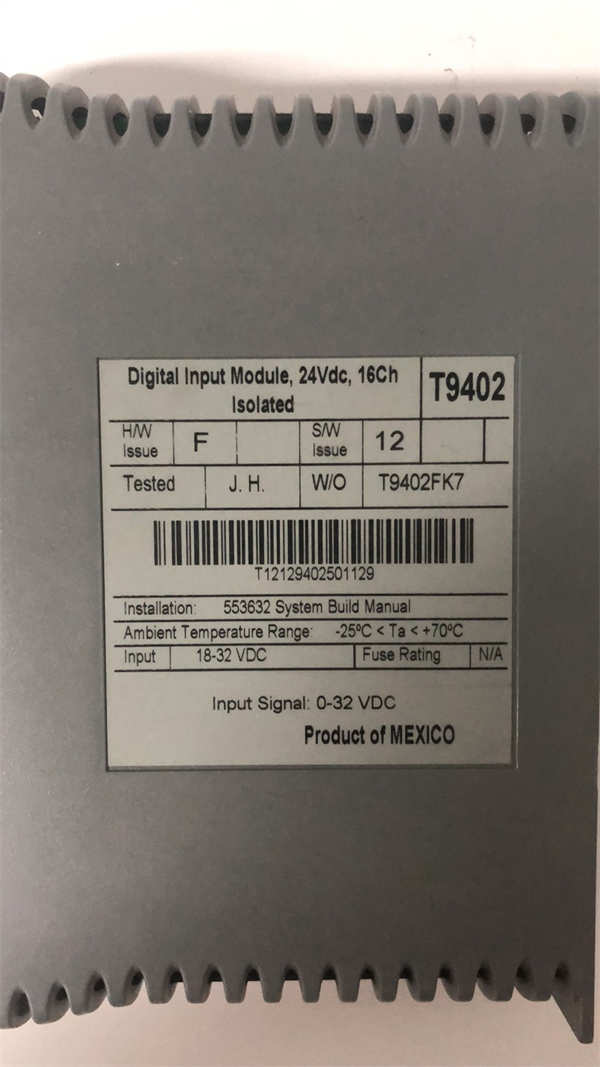 Digital Input Module, 24Vdc, 16Ch
Isolated
T9402
H/W
Issue
F
S/W
Issue
12
Tested J. H. W/O T9402FK7
T12129402501129
Installation: 553632 System Build Manual
Ambient Temperature Range: -25ºC < Ta < +70ºC
Input 18-32 VDC Fuse Rating N/A
Input Signal: 0-32 VDC
Product of MEXICO